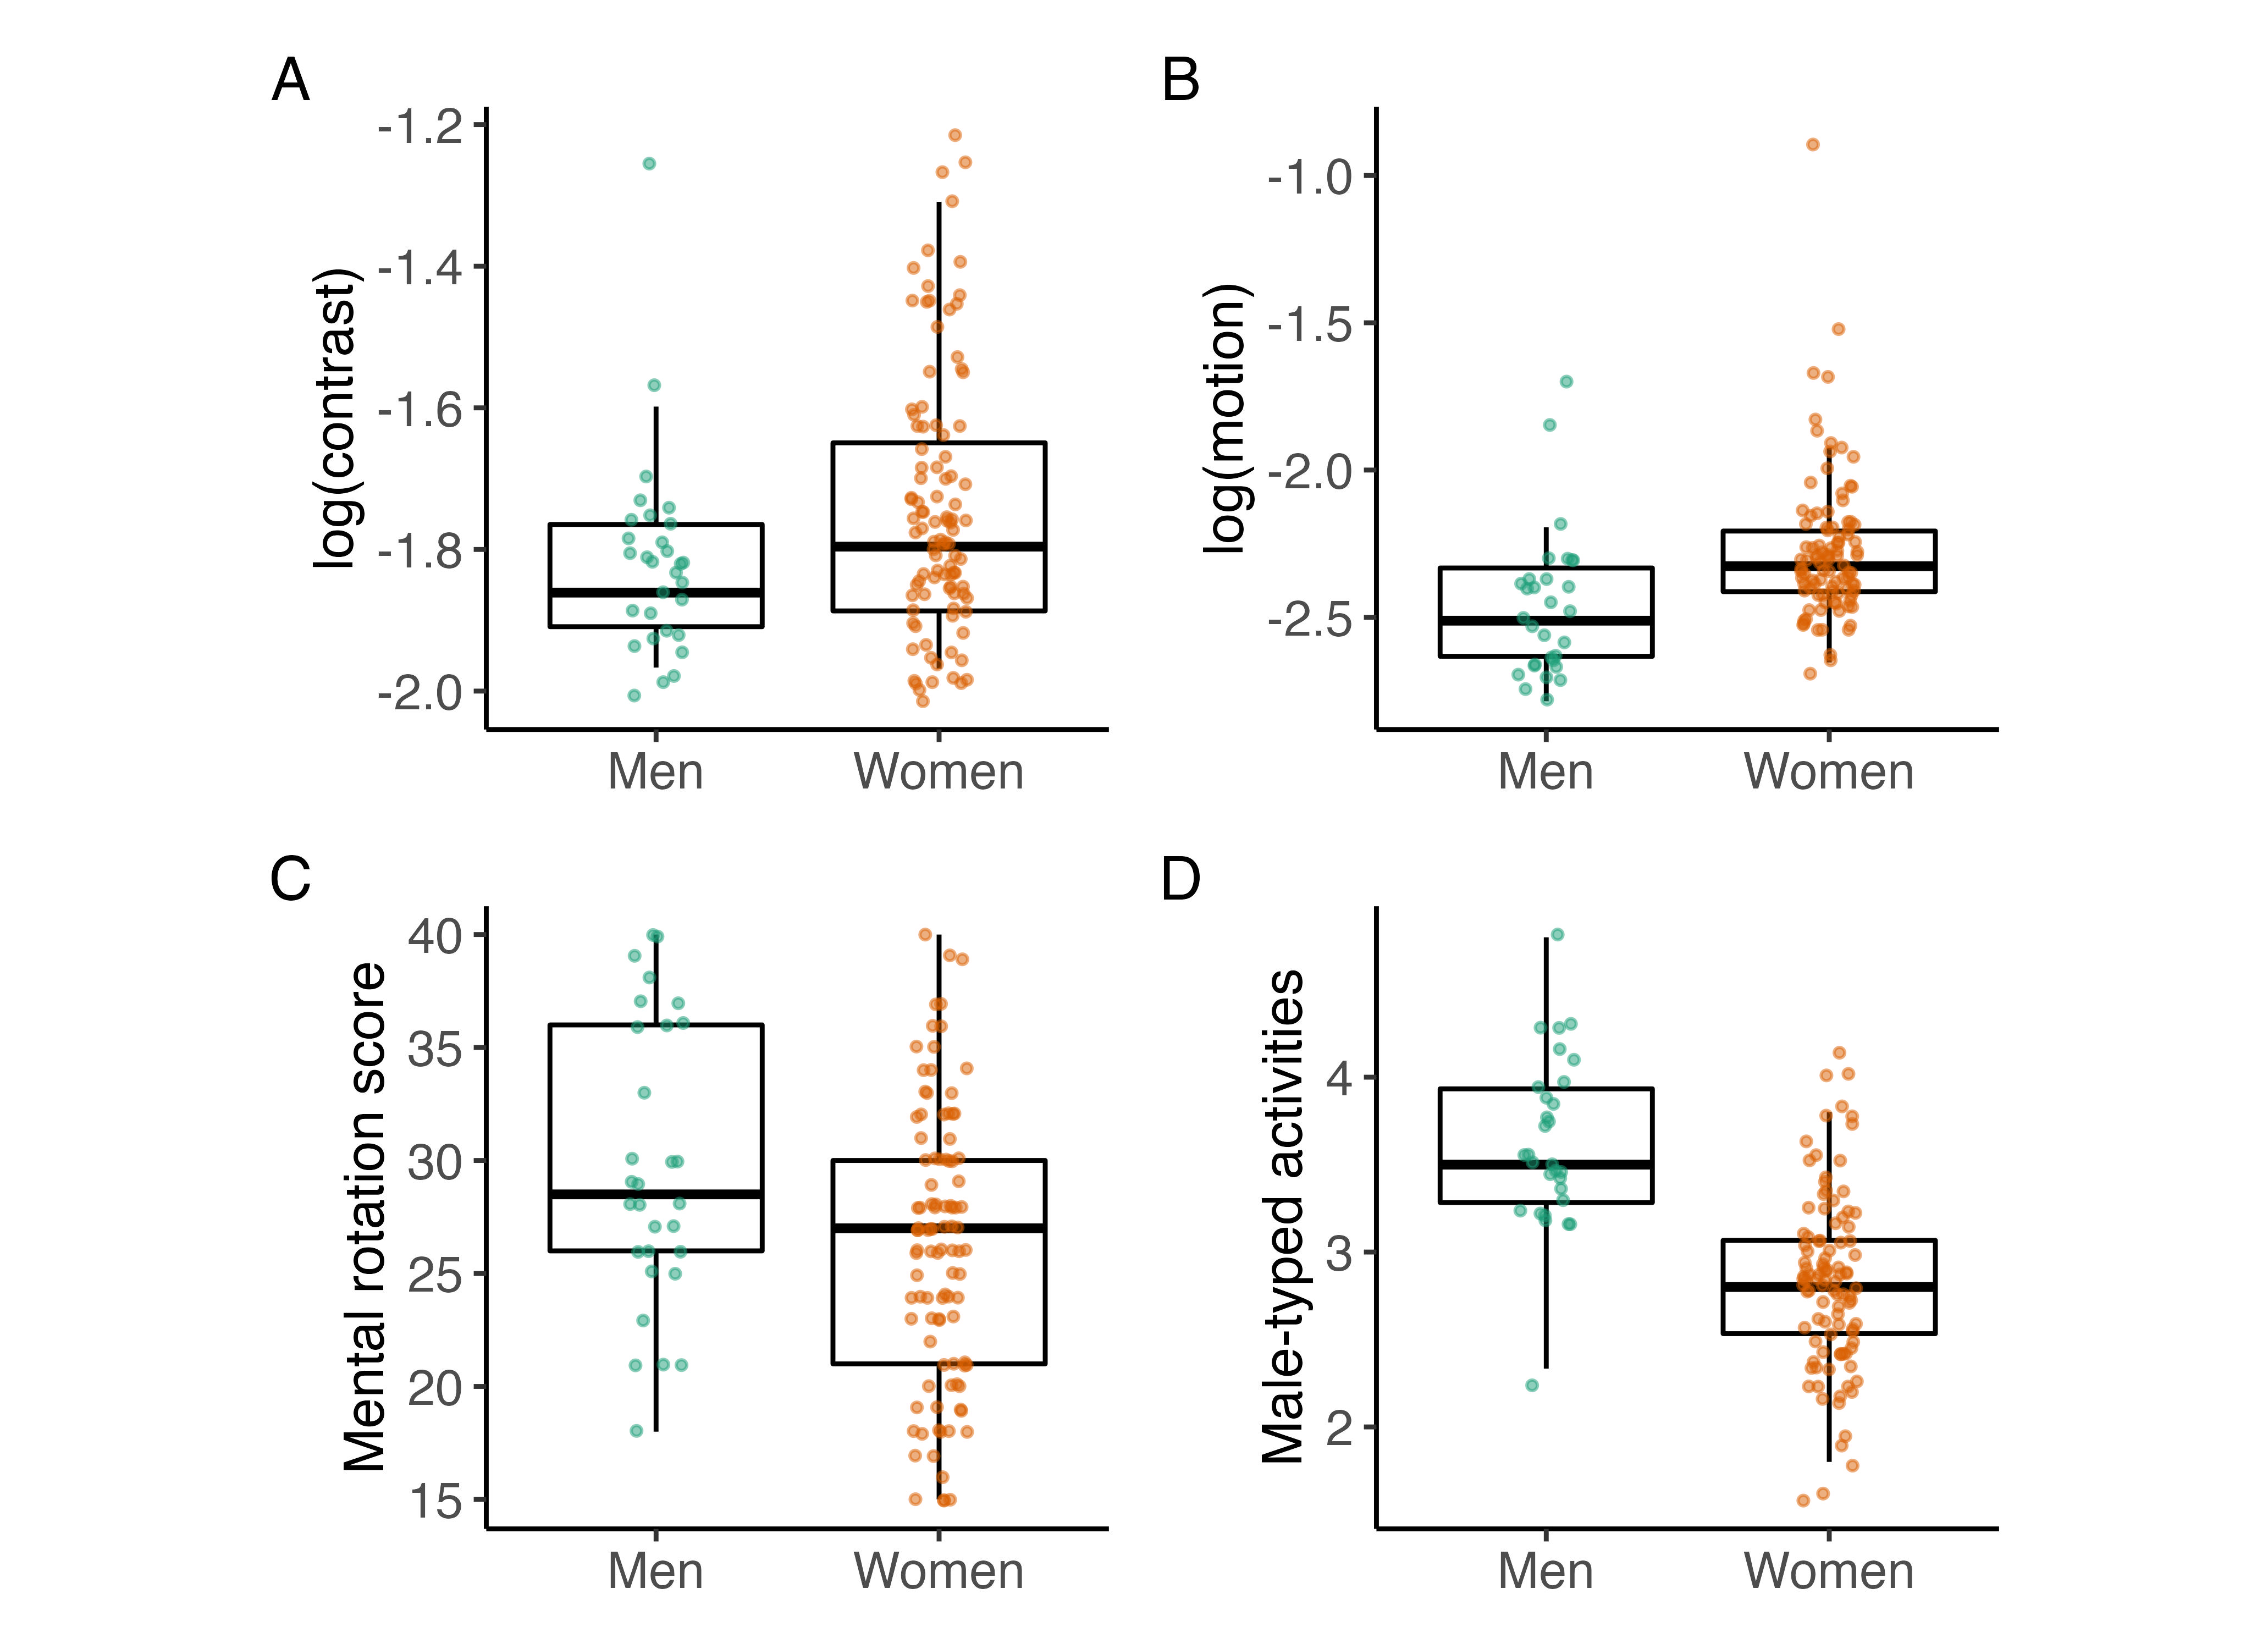 A
log(contrast)
-1.2
-1.4
-1.6
-1.8
-2.0
Men
Women
B
log(motion)
-1.0
-1.5
-2.0
-2.5
Men
Women
C
Mental rotation score
40
35
30
25
20
15
Men
Women
D
Male-typed activities
4
3
2
Men
Women